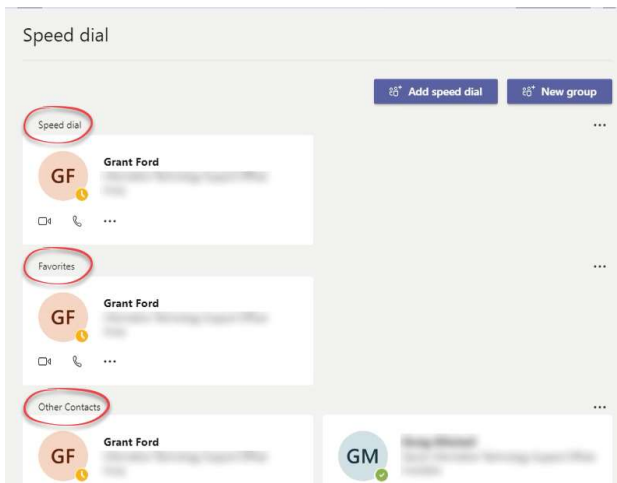 Speed dial
Add speed dial
New group
Speed dial
...
GF
Grant Ford
...
Favorites
...
GF
Grant Ford
...
Other Contacts
...
GF
Grant Ford
GM